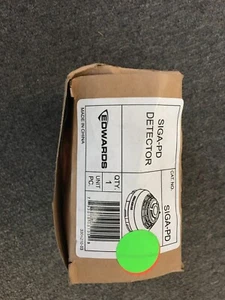 CAT. NO. SIGA-PD
SIGA-PD
DETECTOR
QTY. 1
UNIT PC.
EDWARDS
MADE IN CHINA